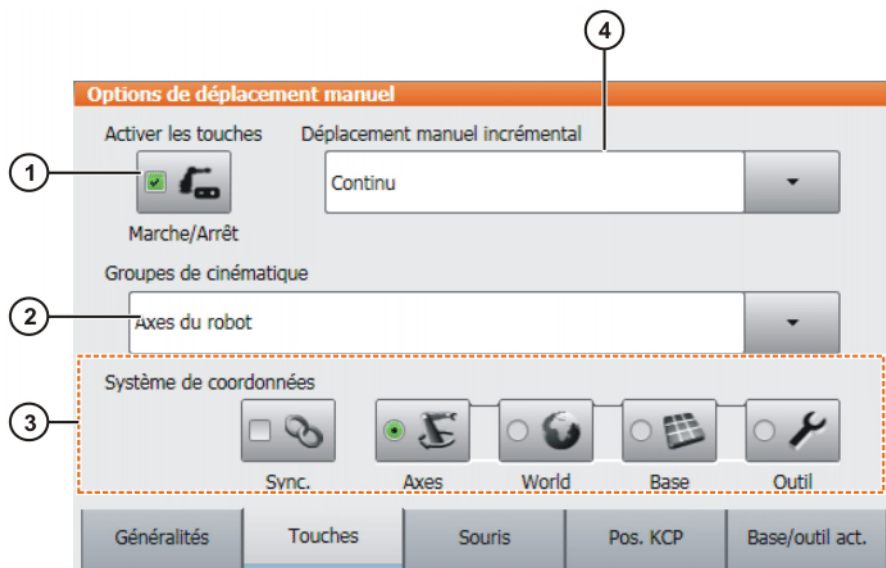 4
Options de déplacement manuel
Activer les touches
Déplacement manuel incrémental
1
Continu
Marche/Arrêt
Groupes de cinématique
2
Axes du robot
Système de coordonnées
3
Sync.
Axes
World
Base
Outil
Généralités
Touches
Souris
Pos. KCP
Base/outil act.